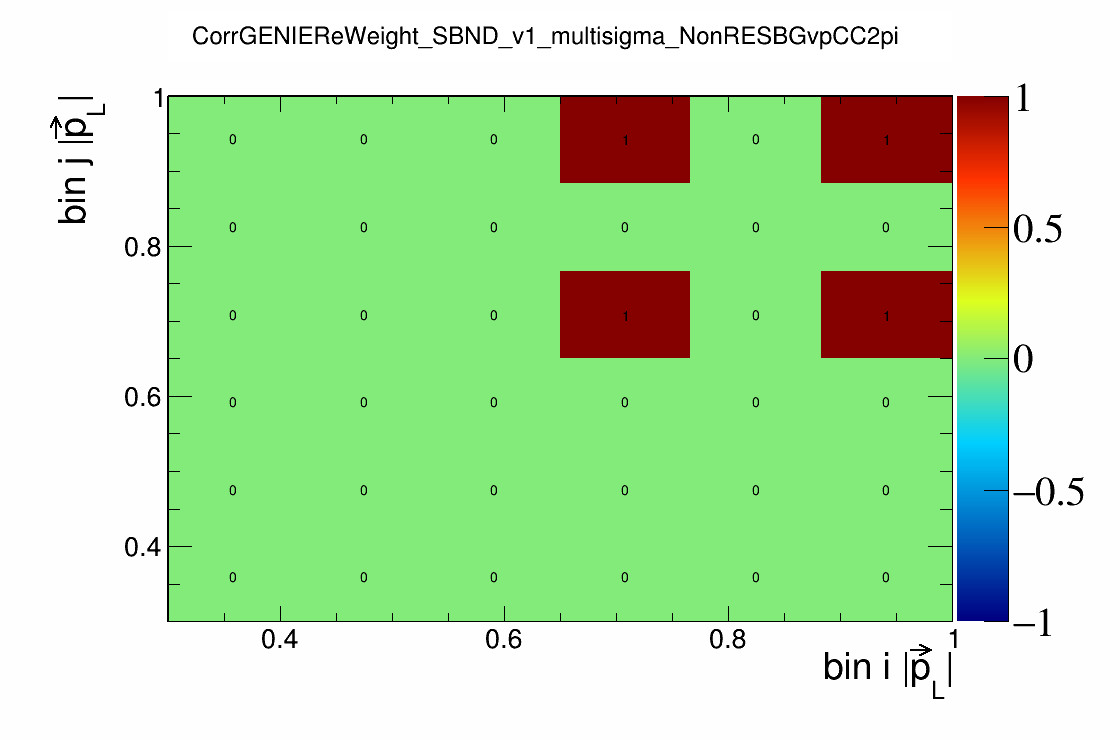 CorrGENIEReWeight_SBND_v1_multisigma_NonRESBGvpCC2pi
bin j |p⃗_L|
1
0.8
0.6
0.4
0 0 0 1 0 1
0 0 0 0 0 0
0 0 0 1 0 1
0 0 0 0 0 0
0 0 0 0 0 0
0 0 0 0 0 0
0.4 0.6 0.8 1
bin i |p⃗_L|
1
0.5
0
−0.5
−1